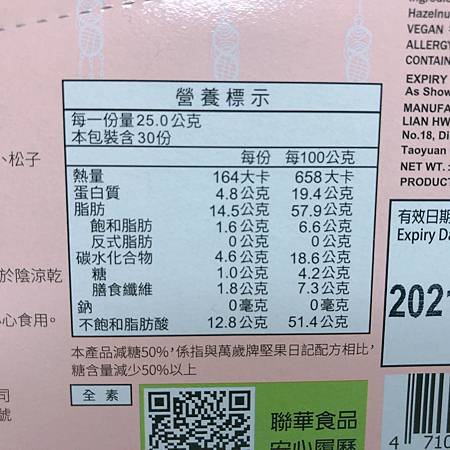 Hazelnu
VEGAN
ALLERGY
CONTAIN
EXPIRY
As Show
MANUFA
LIAN HW
No.18, Di
Taoyuan
NET WT.
PRODUCT
營養標示
每一份量25.0公克
本包裝含30份
每份 每100公克
熱量 164大卡 658大卡
蛋白質 4.8公克 19.4公克
脂肪 14.5公克 57.9公克
飽和脂肪 1.6公克 6.6公克
反式脂肪 0公克 0公克
碳水化合物 4.6公克 18.6公克
糖 1.0公克 4.2公克
膳食纖維 1.8公克 7.3公克
鈉 0毫克 0毫克
不飽和脂肪酸 12.8公克 51.4公克
本產品減糖50%,係指與萬歲牌堅果日記配方相比,
糖含量減少50%以上
全素
、松子
於陰涼乾
心食用。
司
號
有效日期
Expiry Da
202
聯華食品
安心履歷
4 710